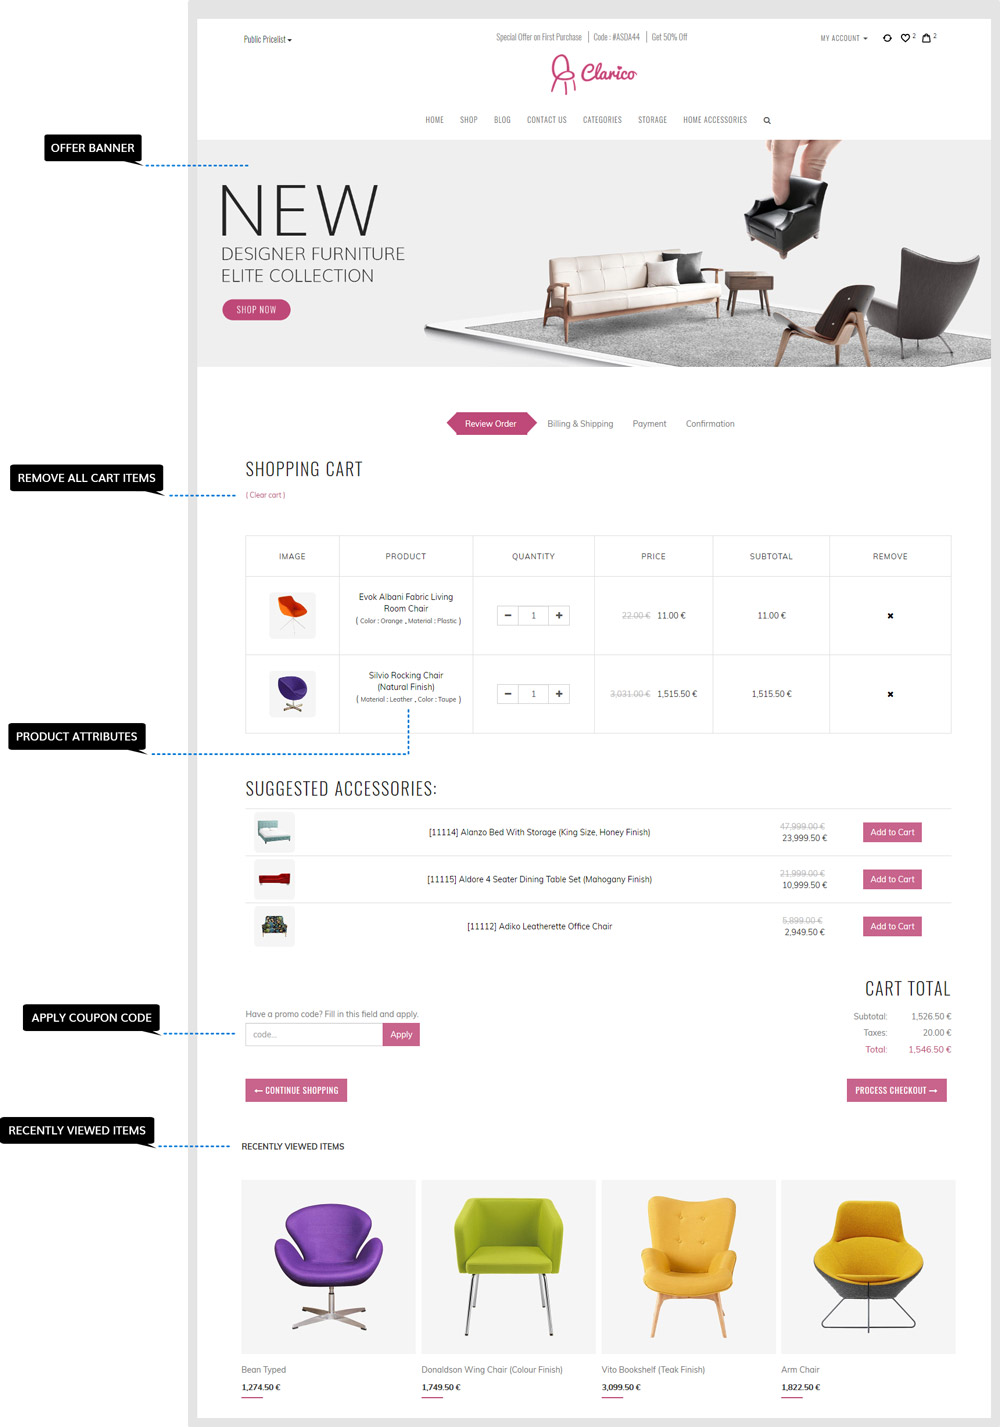 Public Pricelist
Special Offer on First Purchase | Code : #ASDA44 | Get 50% Off
MY ACCOUNT
2
2
Clarico
HOME SHOP BLOG CONTACT US CATEGORIES STORAGE HOME ACCESSORIES
OFFER BANNER
NEW
DESIGNER FURNITURE
ELITE COLLECTION
SHOP NOW
Review Order Billing & Shipping Payment Confirmation
SHOPPING CART
REMOVE ALL CART ITEMS
( Clear cart )
IMAGE PRODUCT QUANTITY PRICE SUBTOTAL REMOVE
Evok Albani Fabric Living
Room Chair
( Color : Orange , Material : Plastic )
1
22.00 € 11.00 €
11.00 €
Silvio Rocking Chair
(Natural Finish)
( Material : Leather , Color : Taupe )
1
3,031.00 € 1,515.50 €
1,515.50 €
PRODUCT ATTRIBUTES
SUGGESTED ACCESSORIES:
[11114] Alanzo Bed With Storage (King Size, Honey Finish)
47,999.00 €
23,999.50 €
Add to Cart
[11115] Aldore 4 Seater Dining Table Set (Mahogany Finish)
21,999.00 €
10,999.50 €
Add to Cart
[11112] Adiko Leatherette Office Chair
5,899.00 €
2,949.50 €
Add to Cart
CART TOTAL
APPLY COUPON CODE
Have a promo code? Fill in this field and apply.
code...
Apply
Subtotal: 1,526.50 €
Taxes: 20.00 €
Total: 1,546.50 €
← CONTINUE SHOPPING
PROCESS CHECKOUT →
RECENTLY VIEWED ITEMS
RECENTLY VIEWED ITEMS
Bean Typed
1,274.50 €
Donaldson Wing Chair (Colour Finish)
1,749.50 €
Vito Bookshelf (Teak Finish)
3,099.50 €
Arm Chair
1,822.50 €